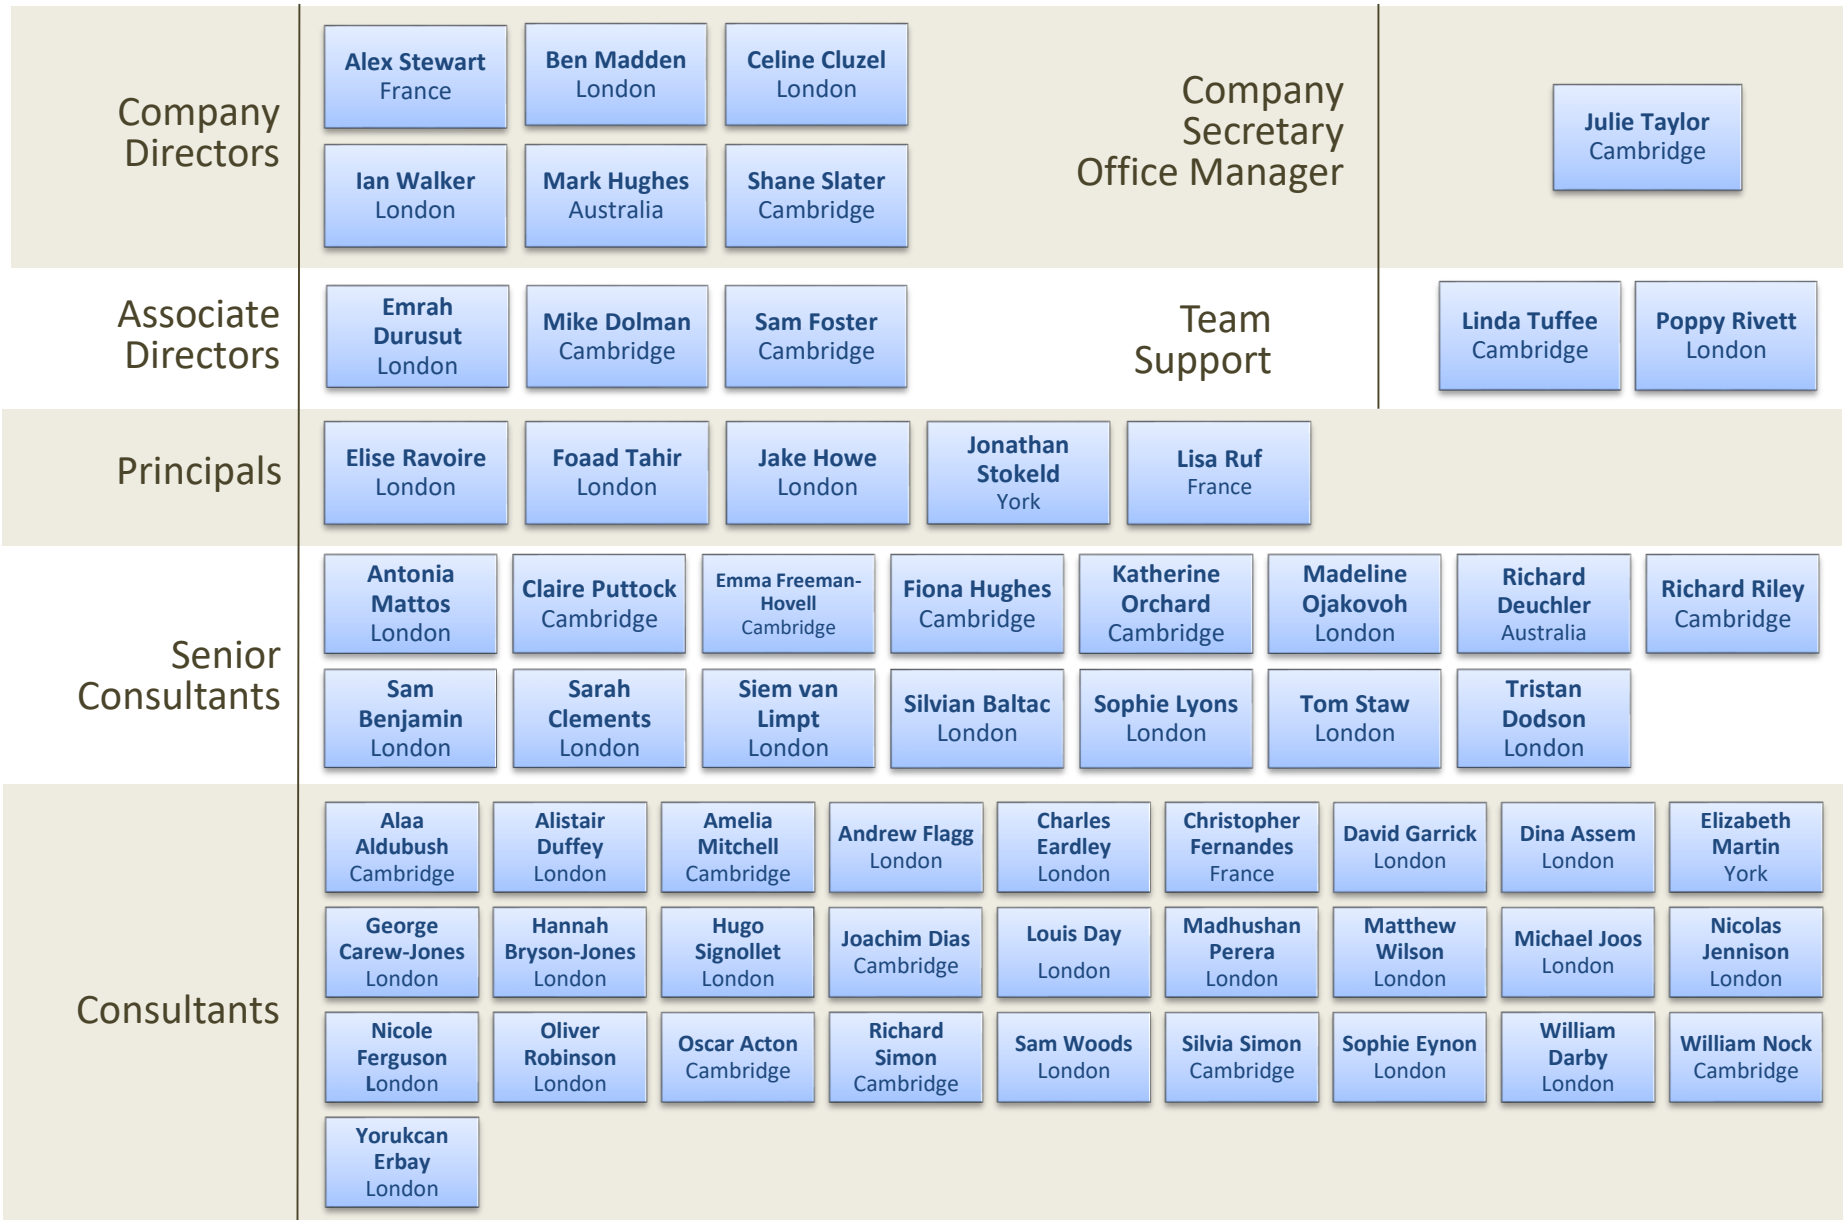 Company
Directors
Alex Stewart
France
Ben Madden
London
Celine Cluzel
London
Ian Walker
London
Mark Hughes
Australia
Shane Slater
Cambridge
Company
Secretary
Office Manager
Julie Taylor
Cambridge
Associate
Directors
Emrah
Durusut
London
Mike Dolman
Cambridge
Sam Foster
Cambridge
Team
Support
Linda Tuffee
Cambridge
Poppy Rivett
London
Principals
Elise Ravoire
London
Foaad Tahir
London
Jake Howe
London
Jonathan
Stokeld
York
Lisa Ruf
France
Senior
Consultants
Antonia
Mattos
London
Claire Puttock
Cambridge
Emma Freeman-
Hovell
Cambridge
Fiona Hughes
Cambridge
Katherine
Orchard
Cambridge
Madeline
Ojakovoh
London
Richard
Deuchler
Australia
Richard Riley
Cambridge
Sam
Benjamin
London
Sarah
Clements
London
Siem van
Limpt
London
Silvian Baltac
London
Sophie Lyons
London
Tom Staw
London
Tristan
Dodson
London
Consultants
Alaa
Aldubush
Cambridge
Alistair
Duffey
London
Amelia
Mitchell
Cambridge
Andrew Flagg
London
Charles
Eardley
London
Christopher
Fernandes
France
David Garrick
London
Dina Assem
London
Elizabeth
Martin
York
George
Carew-Jones
London
Hannah
Bryson-Jones
London
Hugo
Signollet
London
Joachim Dias
Cambridge
Louis Day
London
Madhushan
Perera
London
Matthew
Wilson
London
Michael Joos
London
Nicolas
Jennison
London
Nicole
Ferguson
London
Oliver
Robinson
London
Oscar Acton
Cambridge
Richard
Simon
Cambridge
Sam Woods
London
Silvia Simon
Cambridge
Sophie Eynon
London
William
Darby
London
William Nock
Cambridge
Yorukcan
Erbay
London